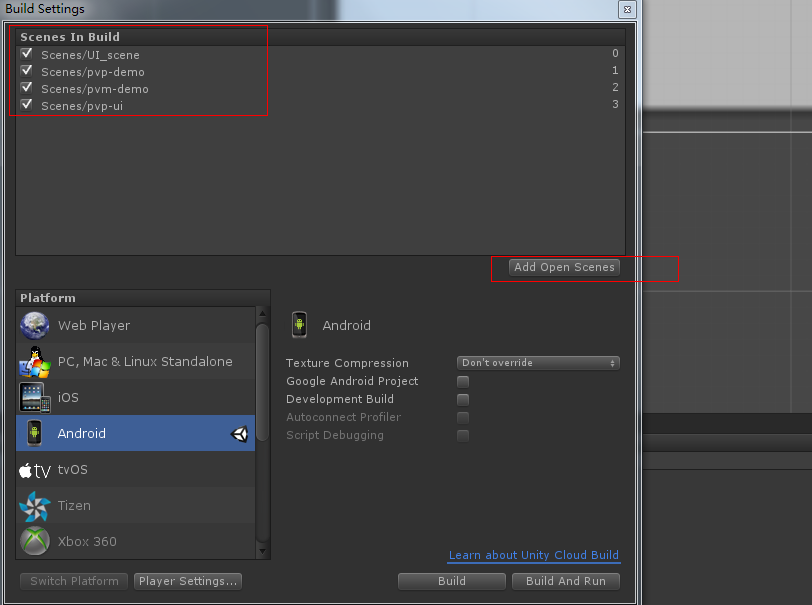 Build Settings
Scenes In Build
Scenes/UI_scene 0
Scenes/pvp-demo 1
Scenes/pvm-demo 2
Scenes/pvp-ui 3
Add Open Scenes
Platform
Web Player
PC, Mac & Linux Standalone
iOS
Android
tv tvOS
Tizen
Xbox 360
Android
Texture Compression Don't override
Google Android Project
Development Build
Autoconnect Profiler
Script Debugging
Learn about Unity Cloud Build
Switch Platform Player Settings... Build Build And Run